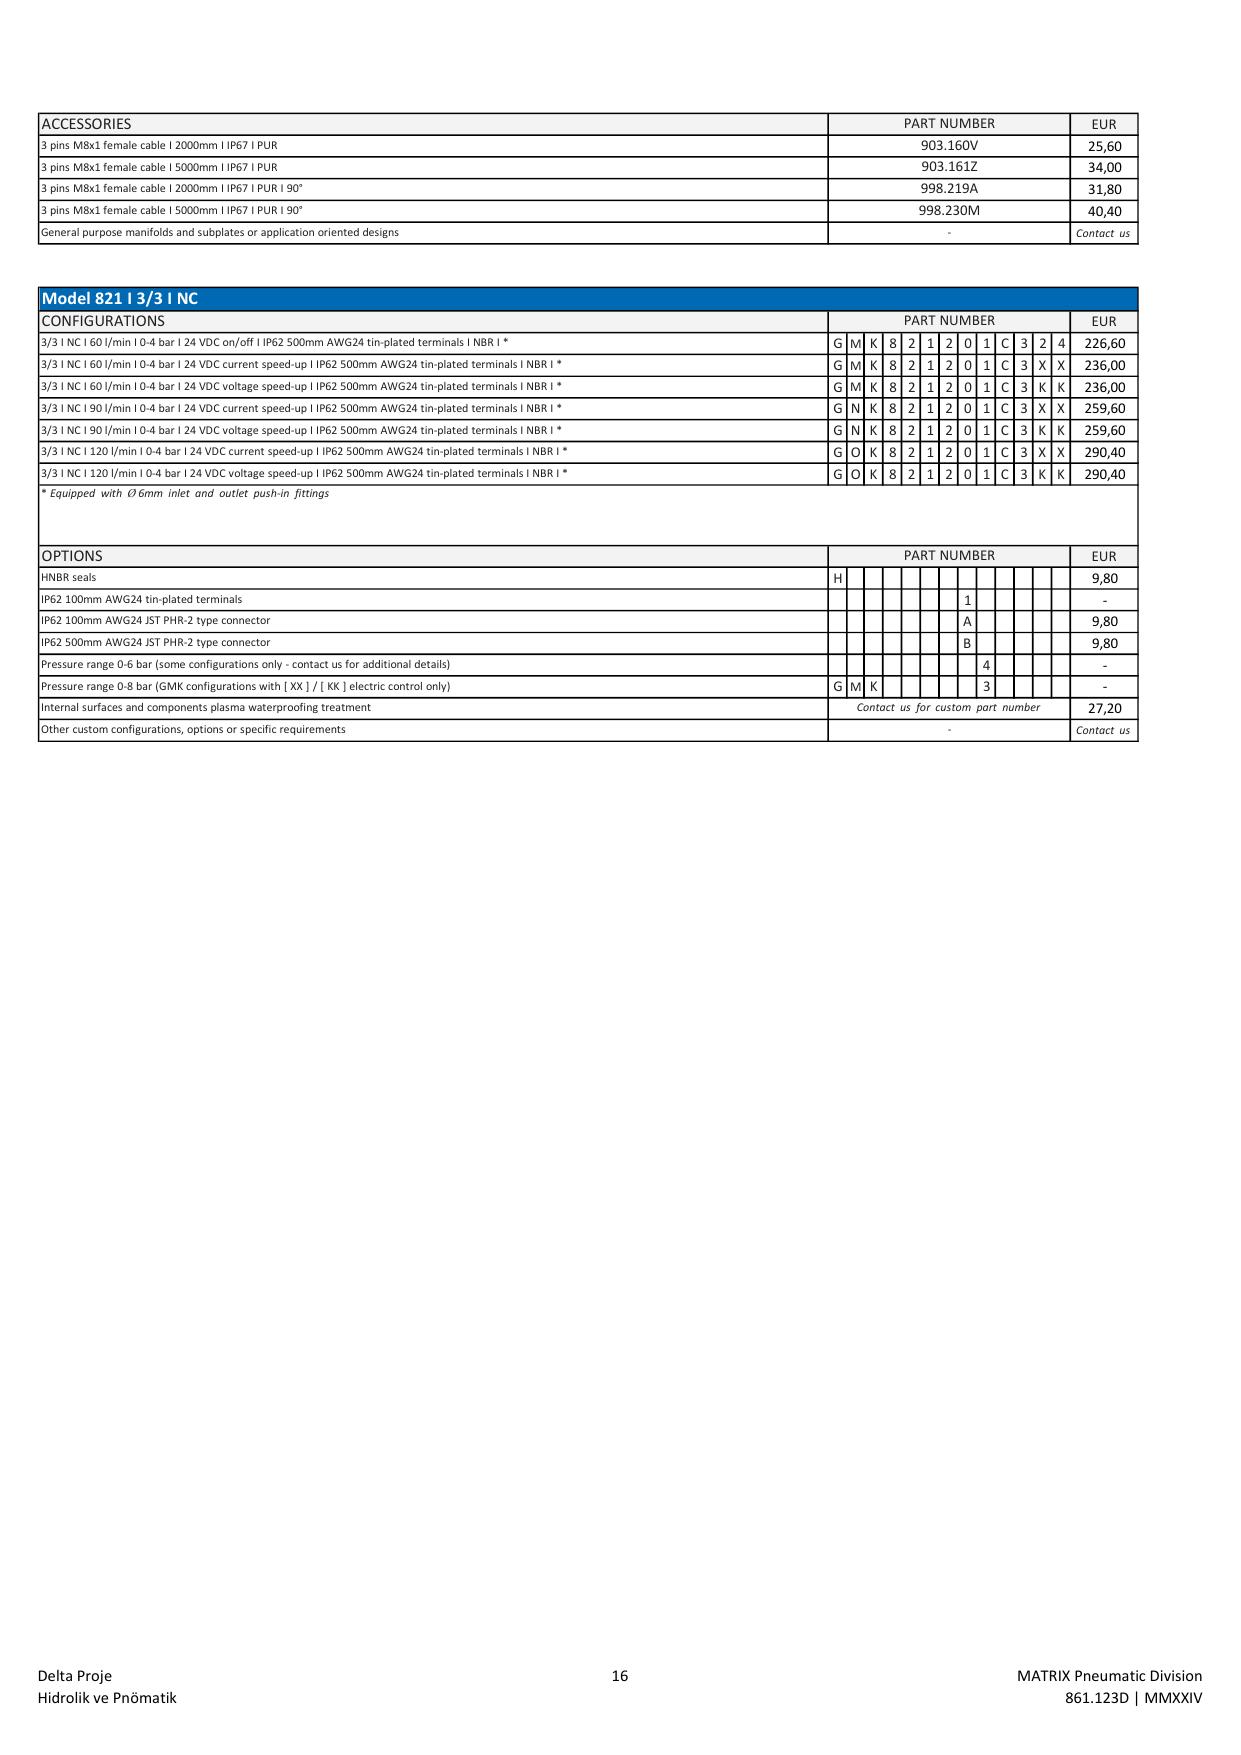 ACCESSORIES PART NUMBER EUR
3 pins M8x1 female cable I 2000mm I IP67 I PUR 903.160V 25,60
3 pins M8x1 female cable I 5000mm I IP67 I PUR 903.161Z 34,00
3 pins M8x1 female cable I 2000mm I IP67 I PUR I 90° 998.219A 31,80
3 pins M8x1 female cable I 5000mm I IP67 I PUR I 90° 998.230M 40,40
General purpose manifolds and subplates or application oriented designs - Contact us
Model 821 I 3/3 I NC
CONFIGURATIONS PART NUMBER EUR
3/3 I NC I 60 l/min I 0-4 bar I 24 VDC on/off I IP62 500mm AWG24 tin-plated terminals I NBR I * G M K 8 2 1 2 0 1 C 3 2 4 226,60
3/3 I NC I 60 l/min I 0-4 bar I 24 VDC current speed-up I IP62 500mm AWG24 tin-plated terminals I NBR I * G M K 8 2 1 2 0 1 C 3 X X 236,00
3/3 I NC I 60 l/min I 0-4 bar I 24 VDC voltage speed-up I IP62 500mm AWG24 tin-plated terminals I NBR I * G M K 8 2 1 2 0 1 C 3 K K 236,00
3/3 I NC I 90 l/min I 0-4 bar I 24 VDC current speed-up I IP62 500mm AWG24 tin-plated terminals I NBR I * G N K 8 2 1 2 0 1 C 3 X X 259,60
3/3 I NC I 90 l/min I 0-4 bar I 24 VDC voltage speed-up I IP62 500mm AWG24 tin-plated terminals I NBR I * G N K 8 2 1 2 0 1 C 3 K K 259,60
3/3 I NC I 120 l/min I 0-4 bar I 24 VDC current speed-up I IP62 500mm AWG24 tin-plated terminals I NBR I * G O K 8 2 1 2 0 1 C 3 X X 290,40
3/3 I NC I 120 l/min I 0-4 bar I 24 VDC voltage speed-up I IP62 500mm AWG24 tin-plated terminals I NBR I * G O K 8 2 1 2 0 1 C 3 K K 290,40
* Equipped with Ø 6mm inlet and outlet push-in fittings
OPTIONS PART NUMBER EUR
HNBR seals H 9,80
IP62 100mm AWG24 tin-plated terminals 1 -
IP62 100mm AWG24 JST PHR-2 type connector A 9,80
IP62 500mm AWG24 JST PHR-2 type connector B 9,80
Pressure range 0-6 bar (some configurations only - contact us for additional details) 4 -
Pressure range 0-8 bar (GMK configurations with [ XX ] / [ KK ] electric control only) G M K 3 -
Internal surfaces and components plasma waterproofing treatment Contact us for custom part number 27,20
Other custom configurations, options or specific requirements - Contact us
Delta Proje 16 MATRIX Pneumatic Division
Hidrolik ve Pnömatik 861.123D | MMXXIV